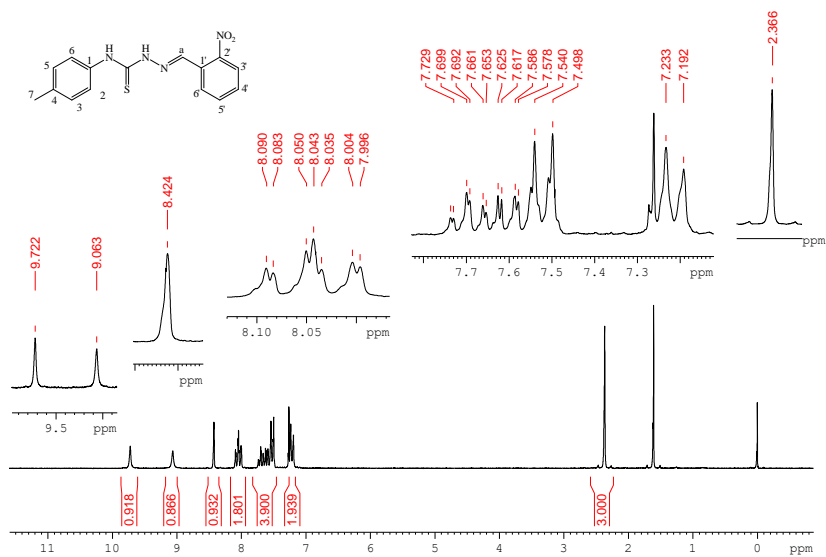 NO₂
6 NH NH a 2'
5 1 1' 3'
N
S
7 4 2 6' 4'
3 5'
9.722
9.063
8.424
8.090
8.083
8.050
8.043
8.035
8.004
7.996
7.729
7.699
7.692
7.661
7.653
7.625
7.617
7.586
7.578
7.540
7.498
7.233
7.192
2.366
9.5 ppm
ppm
8.10 8.05 ppm
7.7 7.6 7.5 7.4 7.3 ppm
ppm
0.918
0.866
0.932
1.801
3.900
1.939
3.000
11 10 9 8 7 6 5 4 3 2 1 0 ppm